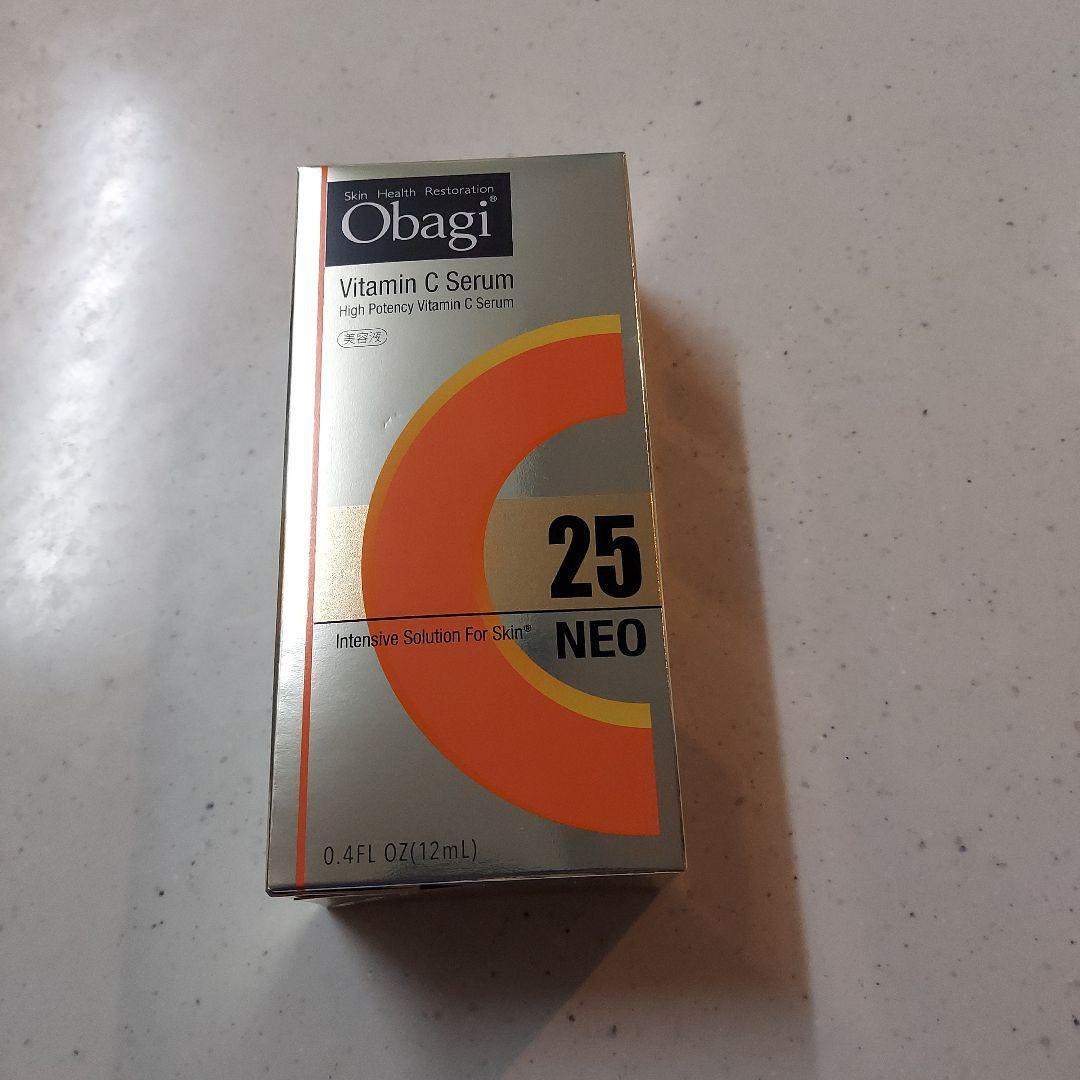 Skin Health Restoration
Obagi®
Vitamin C Serum
High Potency Vitamin C Serum
美容液
25
Intensive Solution For Skin®
NEO
0.4FL OZ(12mL)